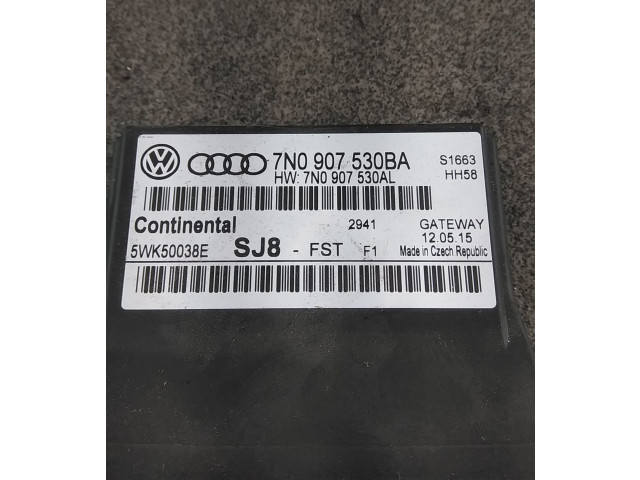 7N0 907 530BA S1663
HW: 7N0 907 530AL HH58
Continental 2941 GATEWAY
12.05.15
5WK50038E SJ8 - FST F1 Made in Czech Republic